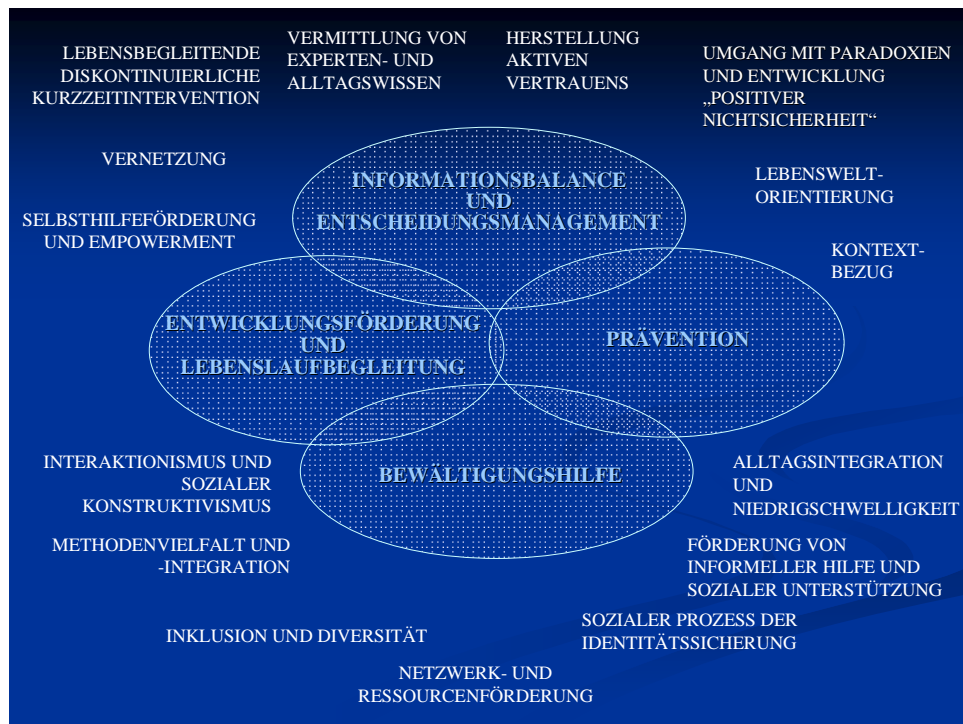 LEBENSBEGLEITENDE
DISKONTINUIERLICHE
KURZZEITINTERVENTION
VERMITTLUNG VON
EXPERTEN- UND
ALLTAGSWISSEN
HERSTELLUNG
AKTIVEN
VERTRAUENS
UMGANG MIT PARADOXIEN
UND ENTWICKLUNG
„POSITIVER
NICHTSICHERHEIT“
VERNETZUNG
INFORMATIONSBALANCE
UND
ENTSCHEIDUNGSMANAGEMENT
LEBENSWELT-
ORIENTIERUNG
SELBSTHILFEFÖRDERUNG
UND EMPOWERMENT
KONTEXT-
BEZUG
ENTWICKLUNGSFÖRDERUNG
UND
LEBENSLAUFBEGLEITUNG
PRÄVENTION
INTERAKTIONISMUS UND
SOZIALER
KONSTRUKTIVISMUS
BEWÄLTIGUNGSHILFE
ALLTAGSINTEGRATION
UND
NIEDRIGSCHWELLIGKEIT
METHODENVIELFALT UND
-INTEGRATION
FÖRDERUNG VON
INFORMELLER HILFE UND
SOZIALER UNTERSTÜTZUNG
INKLUSION UND DIVERSITÄT
SOZIALER PROZESS DER
IDENTITÄTSSICHERUNG
NETZWERK- UND
RESSOURCENFÖRDERUNG